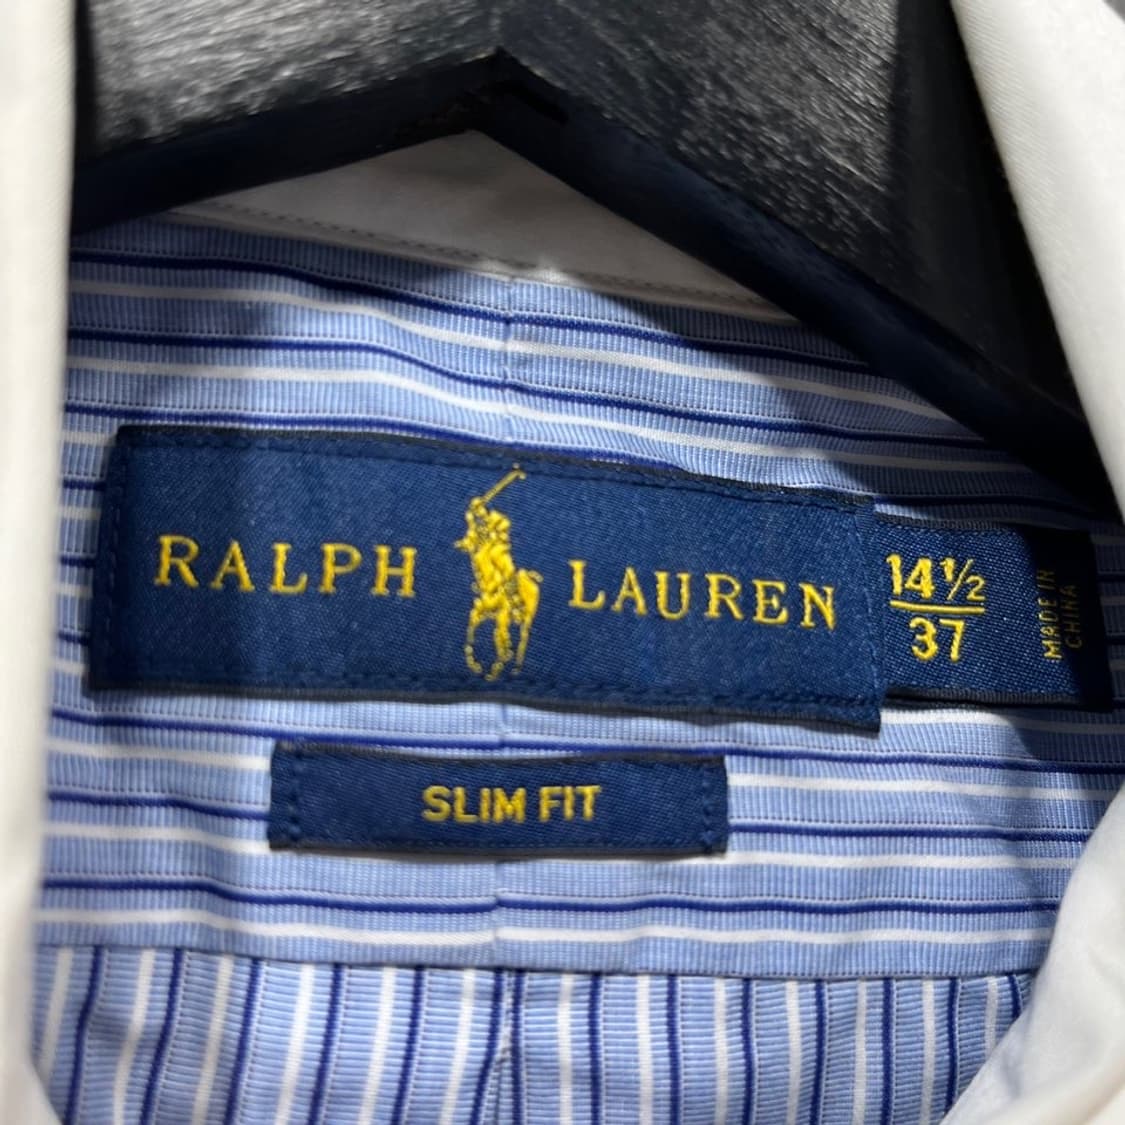 RALPH LAUREN
14½
37
MADE IN
CHINA
SLIM FIT